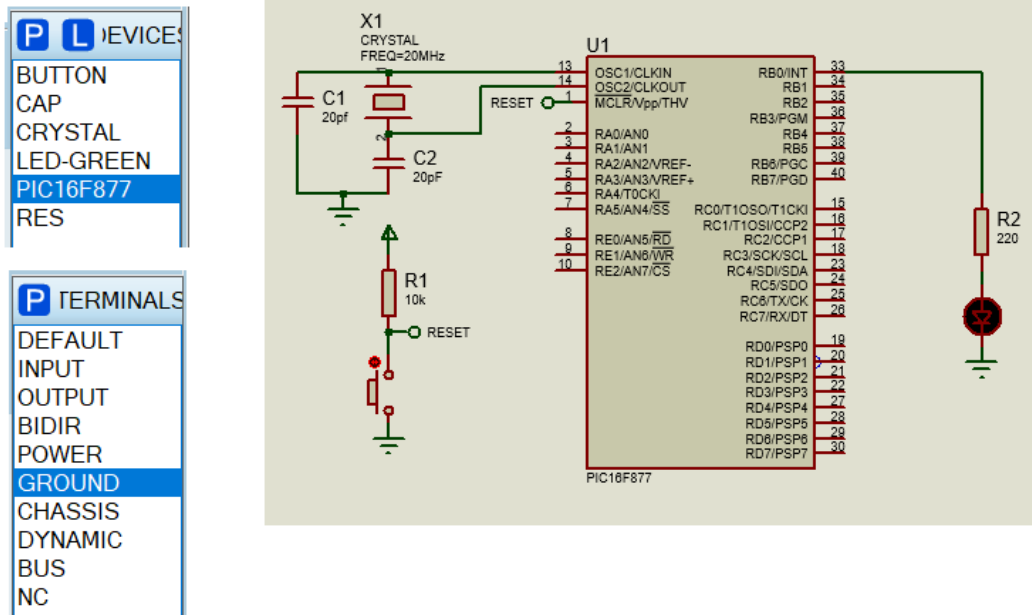 P L DEVICES
BUTTON
CAP
CRYSTAL
LED-GREEN
PIC16F877
RES
P TERMINALS
DEFAULT
INPUT
OUTPUT
BIDIR
POWER
GROUND
CHASSIS
DYNAMIC
BUS
NC
X1
CRYSTAL
FREQ=20MHz
1
2
C1
20pf
C2
20pF
R1
10k
RESET
RESET
U1
13 OSC1/CLKIN
14 OSC2/CLKOUT
1 MCLR/Vpp/THV
2 RA0/AN0
3 RA1/AN1
4 RA2/AN2/VREF-
5 RA3/AN3/VREF+
6 RA4/T0CKI
7 RA5/AN4/SS
8 RE0/AN5/RD
9 RE1/AN6/WR
10 RE2/AN7/CS
RB0/INT 33
RB1 34
RB2 35
RB3/PGM 36
RB4 37
RB5 38
RB6/PGC 39
RB7/PGD 40
RC0/T1OSO/T1CKI 15
RC1/T1OSI/CCP2 16
RC2/CCP1 17
RC3/SCK/SCL 18
RC4/SDI/SDA 23
RC5/SDO 24
RC6/TX/CK 25
RC7/RX/DT 26
RD0/PSP0 19
RD1/PSP1 20
RD2/PSP2 21
RD3/PSP3 22
RD4/PSP4 27
RD5/PSP5 28
RD6/PSP6 29
RD7/PSP7 30
PIC16F877
R2
220